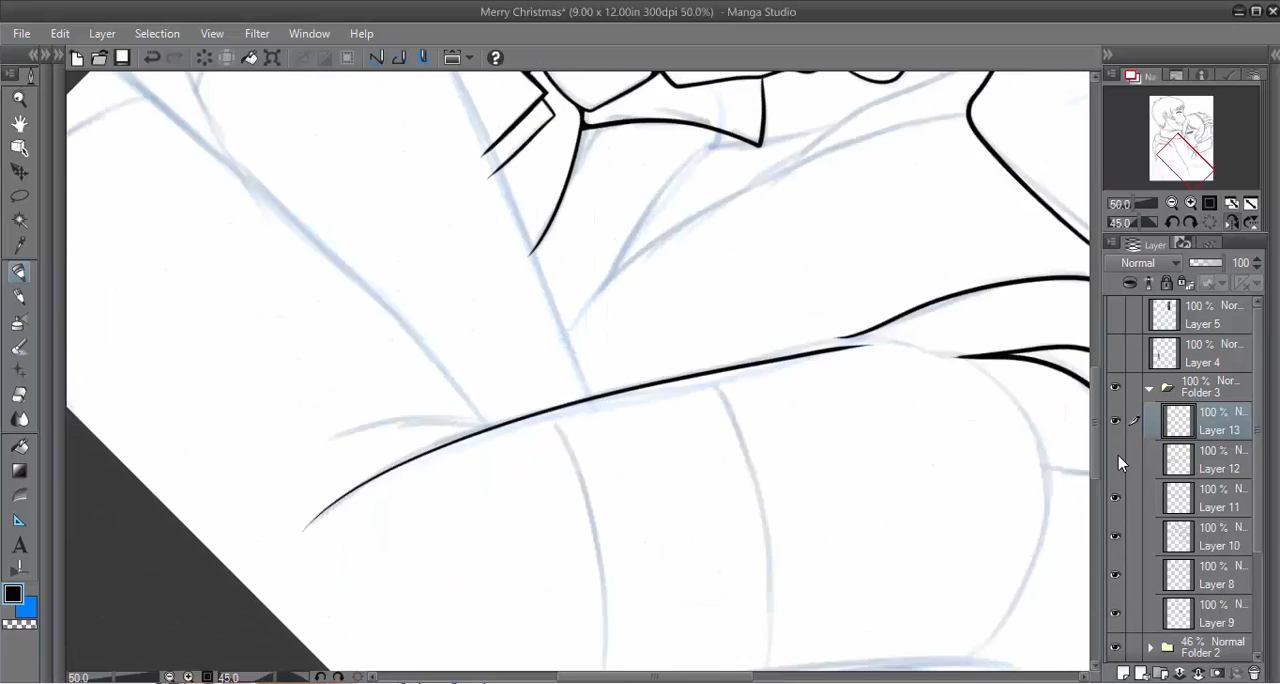 Merry Christmas* (9.00 x 12.00in 300dpi 50.0%) - Manga Studio
File Edit Layer Selection View Filter Window Help
50.0
45.0
Layer
Normal 100
100 % Nor...
Layer 5
100 % Nor...
Layer 4
100 % Nor...
Folder 3
100 % N...
Layer 13
100 % N...
Layer 12
100 % N...
Layer 11
100 % N...
Layer 10
100 % N...
Layer 8
100 % N...
Layer 9
46 % Normal
Folder 2
50.0 45.0